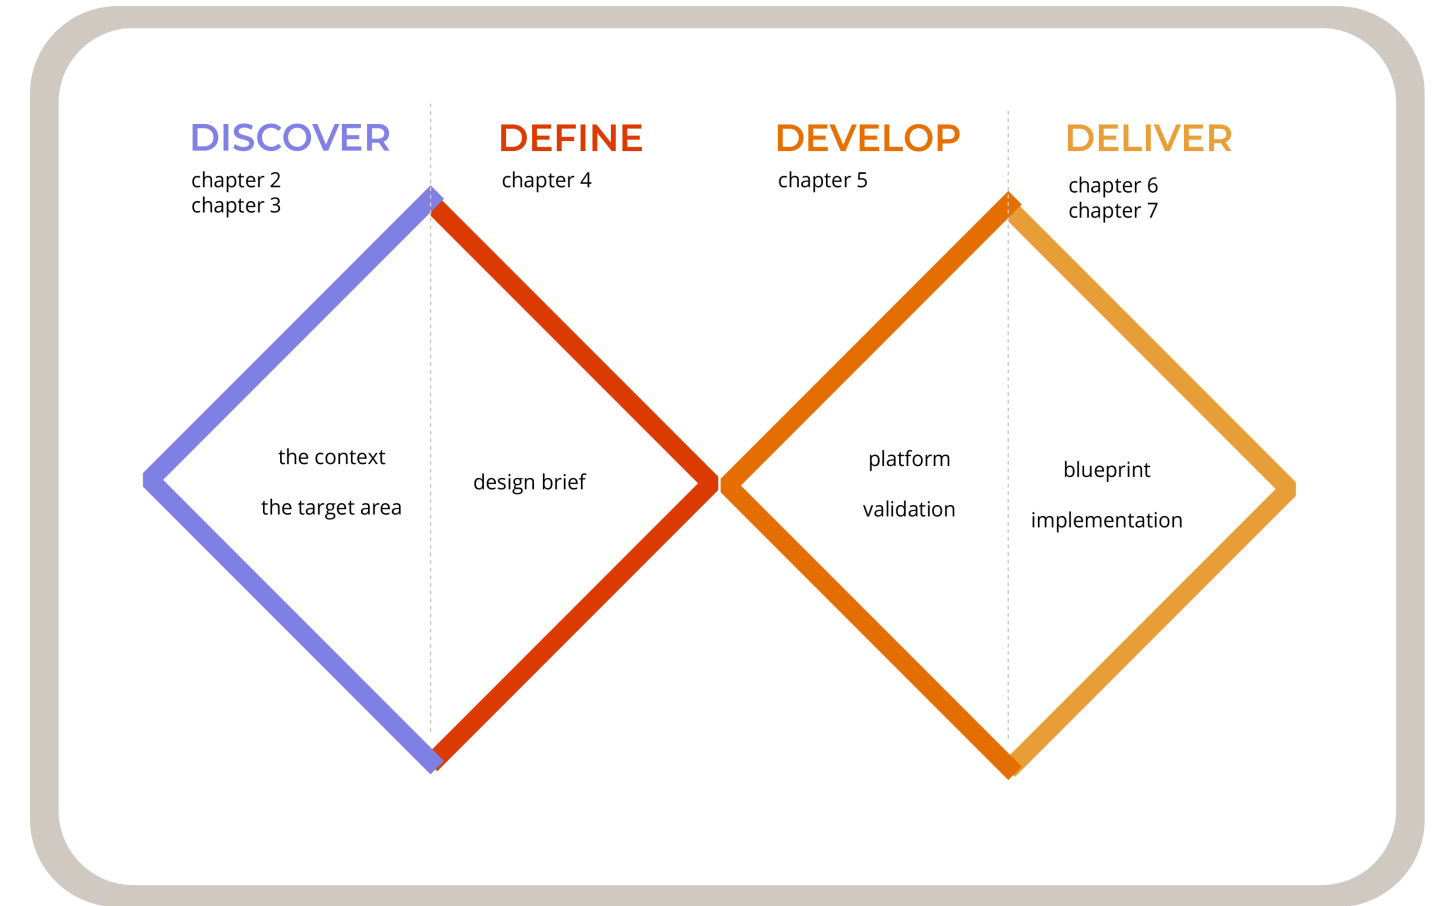 DISCOVER
chapter 2
chapter 3
DEFINE
chapter 4
DEVELOP
chapter 5
DELIVER
chapter 6
chapter 7
the context
the target area
design brief
platform
validation
blueprint
implementation